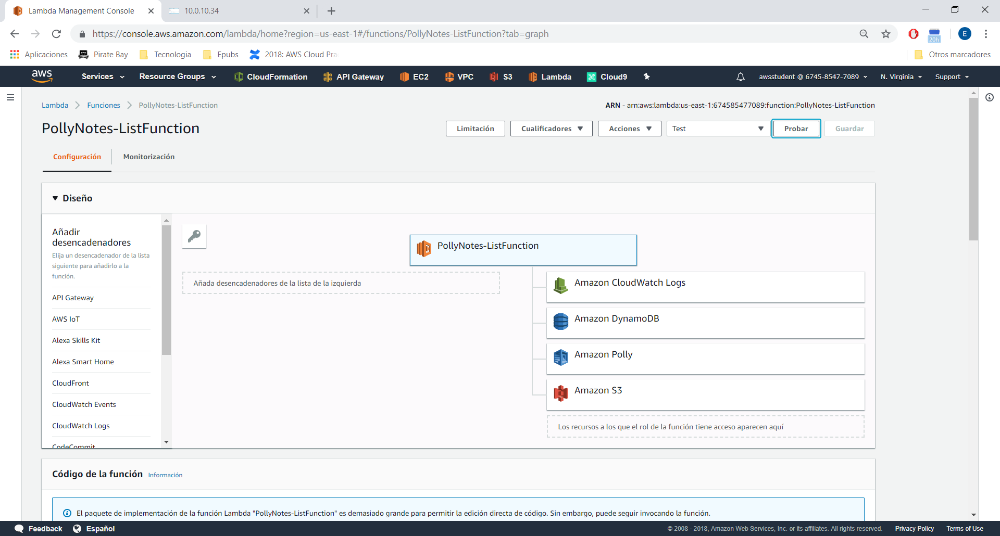 Lambda Management Console
10.0.10.34
https://console.aws.amazon.com/lambda/home?region=us-east-1#/functions/PollyNotes-ListFunction?tab=graph
20h
E
Aplicaciones
Pirate Bay
Tecnologia
Epubs
2018: AWS Cloud Pra
Otros marcadores
aws
Services
Resource Groups
CloudFormation
API Gateway
EC2
VPC
S3
Lambda
Cloud9
awsstudent @ 6745-8547-7089
N. Virginia
Support
Lambda
Funciones
PollyNotes-ListFunction
ARN - arn:aws:lambda:us-east-1:674585477089:function:PollyNotes-ListFunction
PollyNotes-ListFunction
Limitación
Cualificadores
Acciones
Test
Probar
Guardar
Configuración
Monitorización
Diseño
Añadir
desencadenadores
Elija un desencadenador de la lista
siguiente para añadirlo a la
función.
API Gateway
AWS IoT
Alexa Skills Kit
Alexa Smart Home
CloudFront
CloudWatch Events
CloudWatch Logs
CodeCommit
PollyNotes-ListFunction
Añada desencadenadores de la lista de la izquierda
Amazon CloudWatch Logs
Amazon DynamoDB
Amazon Polly
Amazon S3
Los recursos a los que el rol de la función tiene acceso aparecen aquí
Código de la función
Información
El paquete de implementación de la función Lambda "PollyNotes-ListFunction" es demasiado grande para permitir la edición directa de código. Sin embargo, puede seguir invocando la función.
Feedback
Español
© 2008 - 2018, Amazon Web Services, Inc. or its affiliates. All rights reserved.
Privacy Policy
Terms of Use